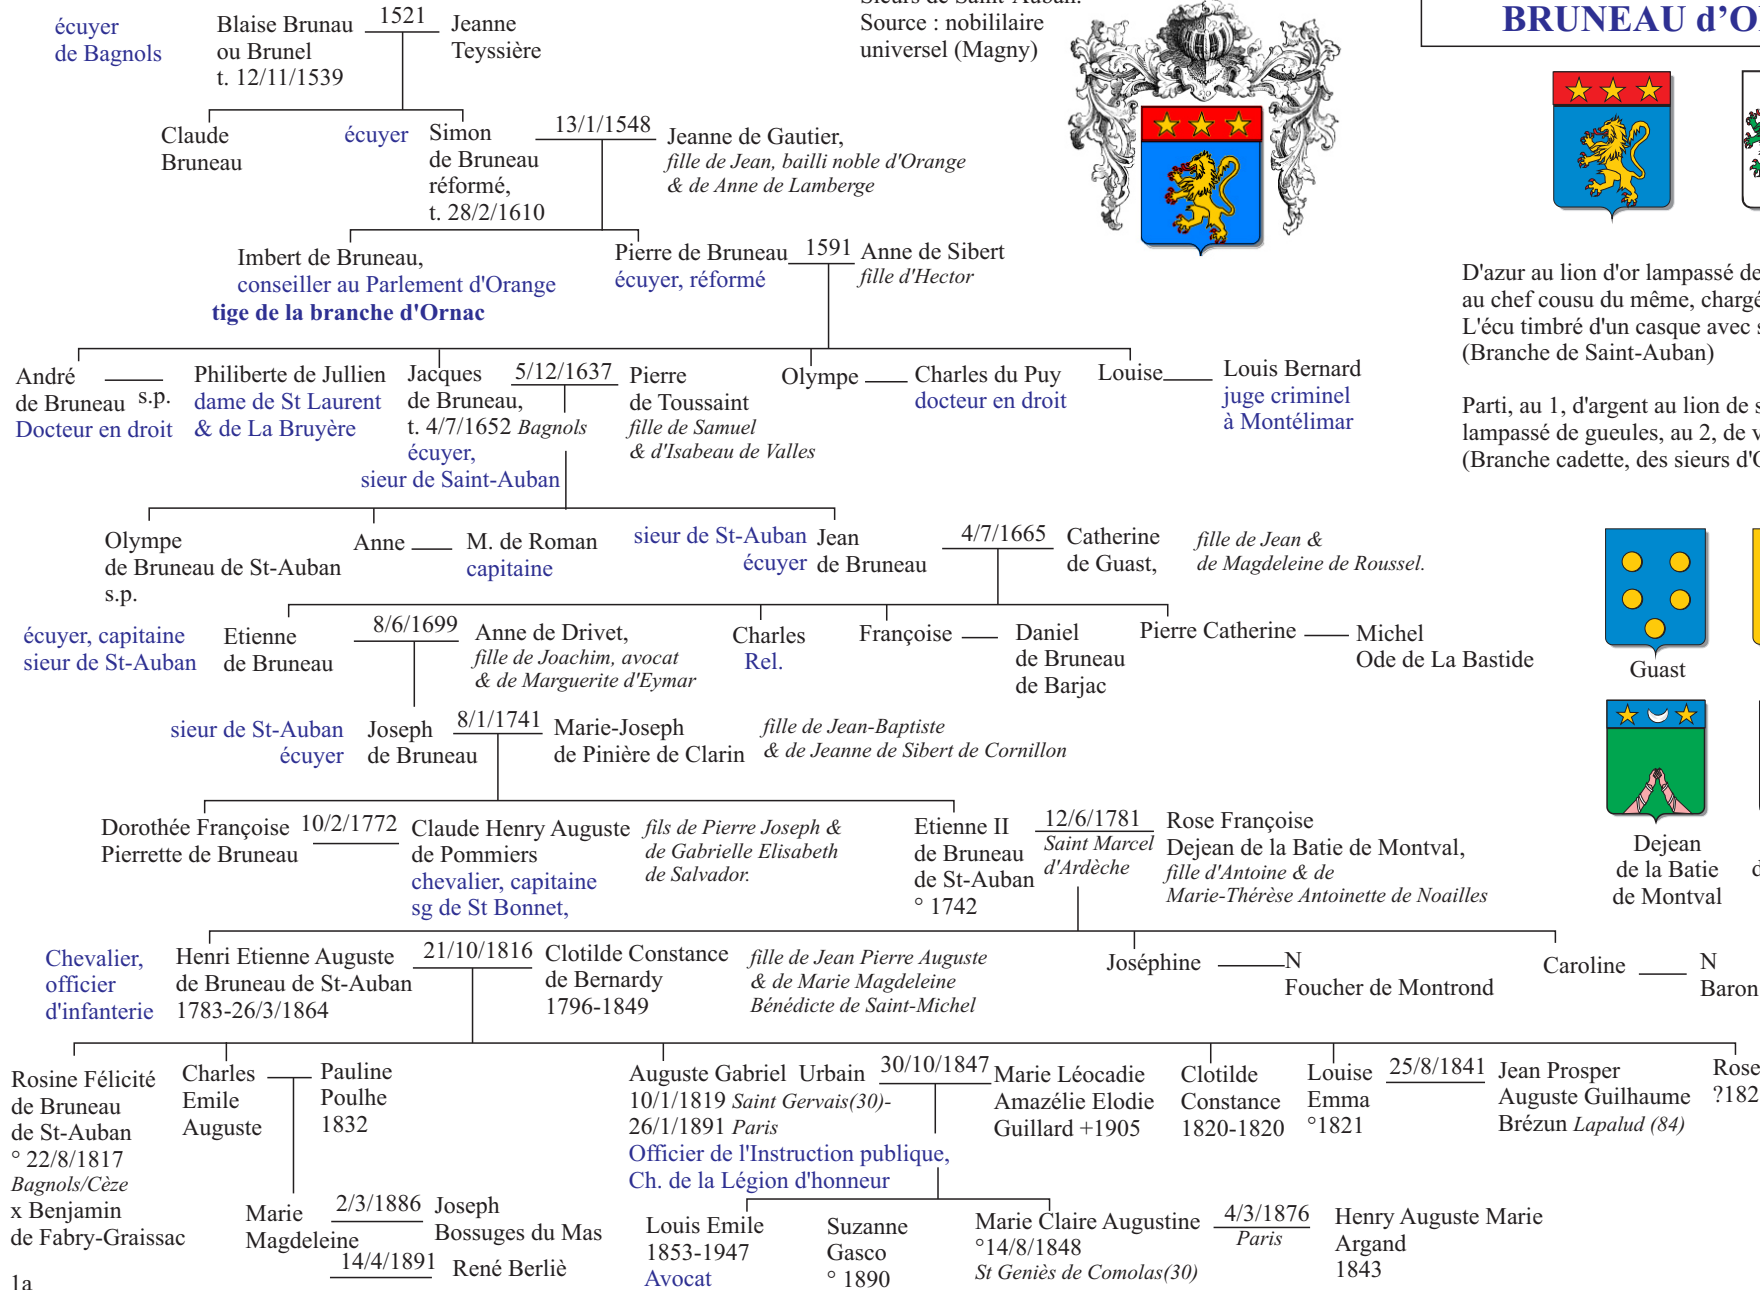 Sieurs de Saint-Auban.
Source : nobililaire
universel (Magny)
BRUNEAU
écuyer
de Bagnols
Blaise Brunau
ou Brunel
t. 12/11/1539
1521
Jeanne
Teyssière
Claude
Bruneau
écuyer
Simon
de Bruneau
réformé,
t. 28/2/1610
13/1/1548
Jeanne de Gautier,
fille de Jean, bailli noble d'Orange
& de Anne de Lamberge
Imbert de Bruneau,
conseiller au Parlement d'Orange
tige de la branche d'Ornac
Pierre de Bruneau
écuyer, réformé
1591
Anne de Sibert
fille d'Hector
D'azur au lion d'or lampassé de
au chef cousu du même, chargé
L'écu timbré d'un casque avec
(Branche de Saint-Auban)
Parti, au 1, d'argent au lion de
lampassé de gueules, au 2, de
(Branche cadette, des sieurs
André
de Bruneau
Docteur en droit
s.p.
Philiberte de Jullien
dame de St Laurent
& de La Bruyère
Jacques
de Bruneau,
t. 4/7/1652
écuyer,
sieur de Saint-Auban
5/12/1637
Bagnols
Pierre
de Toussaint
fille de Samuel
& d'Isabeau de Valles
Olympe
Charles du Puy
docteur en droit
Louise
Louis Bernard
juge criminel
à Montélimar
Olympe
de Bruneau de St-Auban
s.p.
Anne
M. de Roman
capitaine
sieur de St-Auban
écuyer
Jean
de Bruneau
4/7/1665
Catherine
de Guast,
fille de Jean &
de Magdeleine de Roussel.
écuyer, capitaine
sieur de St-Auban
Etienne
de Bruneau
8/6/1699
Anne de Drivet,
fille de Joachim, avocat
& de Marguerite d'Eymar
Charles
Rel.
Françoise
Daniel
de Bruneau
de Barjac
Pierre Catherine
Michel
Ode de La Bastide
Guast
sieur de St-Auban
écuyer
Joseph
de Bruneau
8/1/1741
Marie-Joseph
de Pinière de Clarin
fille de Jean-Baptiste
& de Jeanne de Sibert de Cornillon
Dorothée Françoise
Pierrette de Bruneau
10/2/1772
Claude Henry Auguste
de Pommiers
chevalier, capitaine
sg de St Bonnet,
fils de Pierre Joseph &
de Gabrielle Elisabeth
de Salvador.
Etienne II
de Bruneau
de St-Auban
° 1742
12/6/1781
Saint Marcel
d'Ardèche
Rose Françoise
Dejean de la Batie de Montval,
fille d'Antoine & de
Marie-Thérèse Antoinette de Noailles
Dejean
de la Batie
de Montval
Chevalier,
officier
d'infanterie
Henri Etienne Auguste
de Bruneau de St-Auban
1783-26/3/1864
21/10/1816
Clotilde Constance
de Bernardy
1796-1849
fille de Jean Pierre Auguste
& de Marie Magdeleine
Bénédicte de Saint-Michel
Joséphine
N
Foucher de Montrond
Caroline
N
Baron
Rosine Félicité
de Bruneau
de St-Auban
° 22/8/1817
Bagnols/Cèze
x Benjamin
de Fabry-Graissac
Charles
Emile
Auguste
Pauline
Poulhe
1832
Auguste Gabriel Urbain
10/1/1819 Saint Gervais(30)-
26/1/1891 Paris
Officier de l'Instruction publique,
Ch. de la Légion d'honneur
30/10/1847
Marie Léocadie
Amazélie Elodie
Guillard +1905
Clotilde
Constance
1820-1820
Louise
Emma
°1821
25/8/1841
Jean Prosper
Auguste Guilhaume
Brézun Lapalud (84)
Rose
?182
Marie
Magdeleine
2/3/1886
Joseph
Bossuges du Mas
14/4/1891
René Berliè
Louis Emile
1853-1947
Avocat
Suzanne
Gasco
° 1890
Marie Claire Augustine
°14/8/1848
St Geniès de Comolas(30)
4/3/1876
Paris
Henry Auguste Marie
Argand
1843
1a